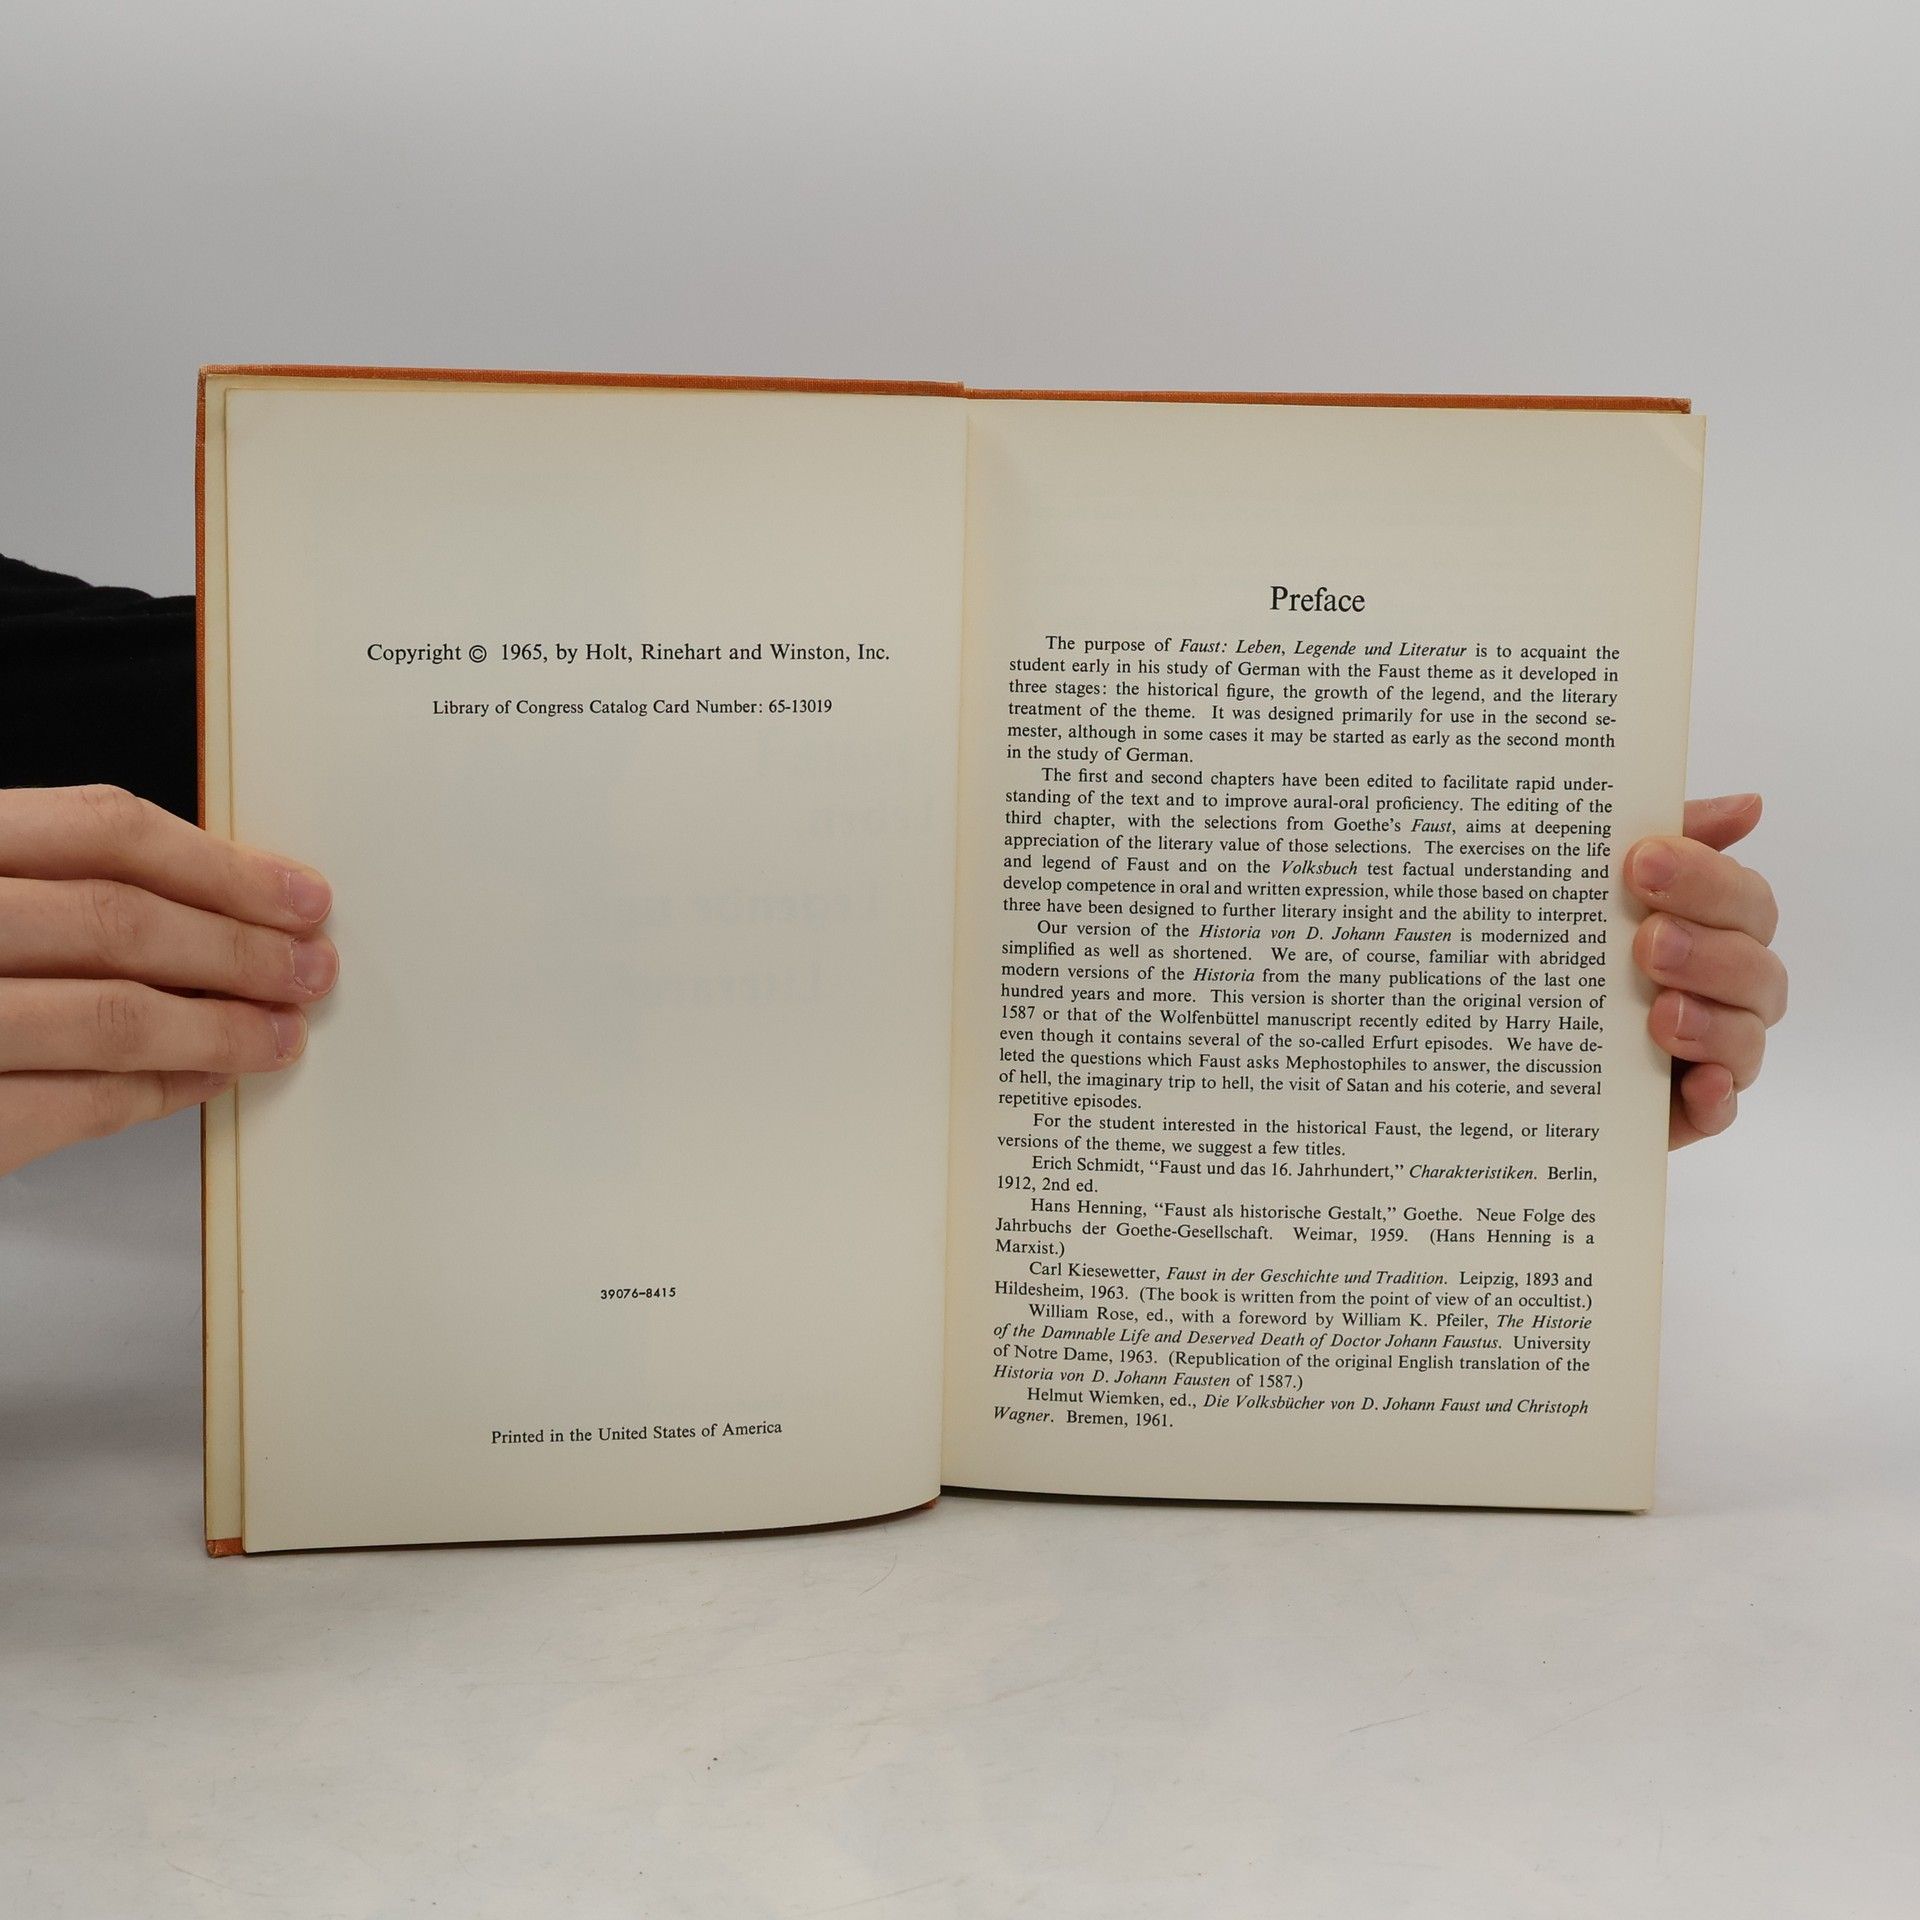 Copyright © 1965, by Holt, Rinehart and Winston, Inc.
Library of Congress Catalog Card Number: 65-13019
39076-8415
Printed in the United States of America
Preface
The purpose of Faust: Leben, Legende und Literatur is to acquaint the
student early in his study of German with the Faust theme as it developed in
three stages: the historical figure, the growth of the legend, and the literary
treatment of the theme. It was designed primarily for use in the second se-
mester, although in some cases it may be started as early as the second month
in the study of German.
The first and second chapters have been edited to facilitate rapid under-
standing of the text and to improve aural-oral proficiency. The editing of the
third chapter, with the selections from Goethe's Faust, aims at deepening
appreciation of the literary value of those selections. The exercises on the life
and legend of Faust and on the Volksbuch test factual understanding and
develop competence in oral and written expression, while those based on chapter
three have been designed to further literary insight and the ability to interpret.
Our version of the Historia von D. Johann Fausten is modernized and
simplified as well as shortened. We are, of course, familiar with abridged
modern versions of the Historia from the many publications of the last one
hundred years and more. This version is shorter than the original version of
1587 or that of the Wolfenbüttel manuscript recently edited by Harry Haile,
even though it contains several of the so-called Erfurt episodes. We have de-
leted the questions which Faust asks Mephostophiles to answer, the discussion
of hell, the imaginary trip to hell, the visit of Satan and his coterie, and several
repetitive episodes.
For the student interested in the historical Faust, the legend, or literary
versions of the theme, we suggest a few titles.
Erich Schmidt, "Faust und das 16. Jahrhundert," Charakteristiken. Berlin,
1912, 2nd ed.
Hans Henning, "Faust als historische Gestalt," Goethe. Neue Folge des
Jahrbuchs der Goethe-Gesellschaft. Weimar, 1959. (Hans Henning is a
Marxist.)
Carl Kiesewetter, Faust in der Geschichte und Tradition. Leipzig, 1893 and
Hildesheim, 1963. (The book is written from the point of view of an occultist.)
William Rose, ed., with a foreword by William K. Pfeiler, The Historie
of the Damnable Life and Deserved Death of Doctor Johann Faustus. University
of Notre Dame, 1963. (Republication of the original English translation of the
Historia von D. Johann Fausten of 1587.)
Helmut Wiemken, ed., Die Volksbücher von D. Johann Faust und Christoph
Wagner. Bremen, 1961.